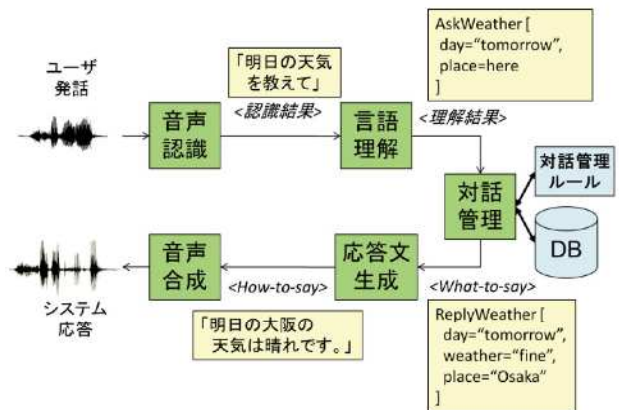 ユーザ
発話
音声
認識
「明日の天気
を教えて」
<認識結果>
言語
理解
AskWeather [
day=“tomorrow”,
place=here
]
<理解結果>
対話
管理
対話管理
ルール
DB
<What-to-say>
ReplyWeather [
day=“tomorrow”,
weather=“fine”,
place=“Osaka”
]
応答文
生成
<How-to-say>
「明日の大阪の
天気は晴れです。」
音声
合成
システム
応答